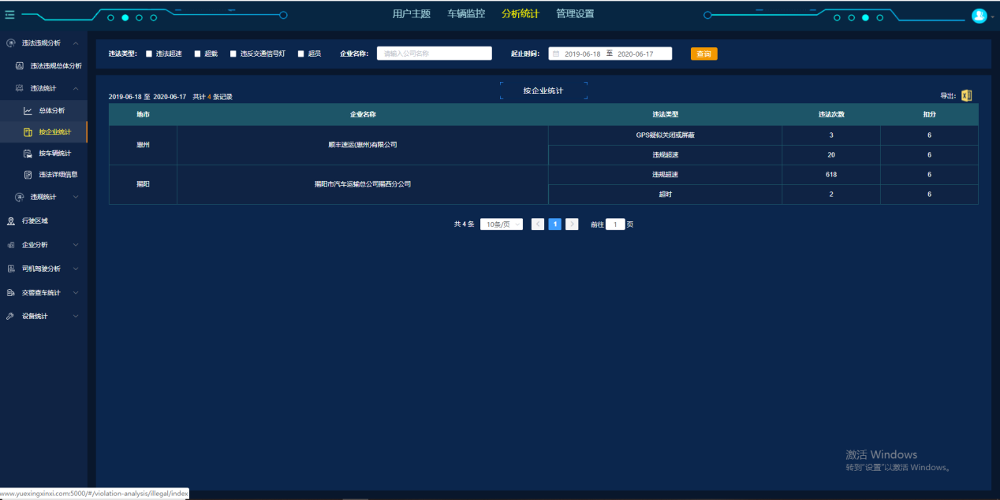 用户主题 车辆监控 分析统计 管理设置
违法违规分析
违法违规总体分析
违法统计
总体分析
按企业统计
按车辆统计
违法详细信息
违规统计
行驶区域
企业分析
司机驾驶分析
交警查车统计
设备统计
违法类型: 违法超速 超载 违反交通信号灯 超员 企业名称: 请输入公司名称 起止时间: 2019-06-18 至 2020-06-17 查询
按企业统计
2019-06-18 至 2020-06-17 共计 4 条记录 导出:
地市 企业名称 违法类型 违法次数 扣分
惠州 顺丰速运(惠州)有限公司 GPS疑似关闭或屏蔽 3 6
违规超速 20 6
揭阳 揭阳市汽车运输总公司揭西分公司 违规超速 618 6
超时 2 6
共 4 条 10条/页 1 前往 1 页
激活 Windows
转到"设置"以激活 Windows。
www.yuexingxinxi.com:5000/#/violation-analysis/illegal/index